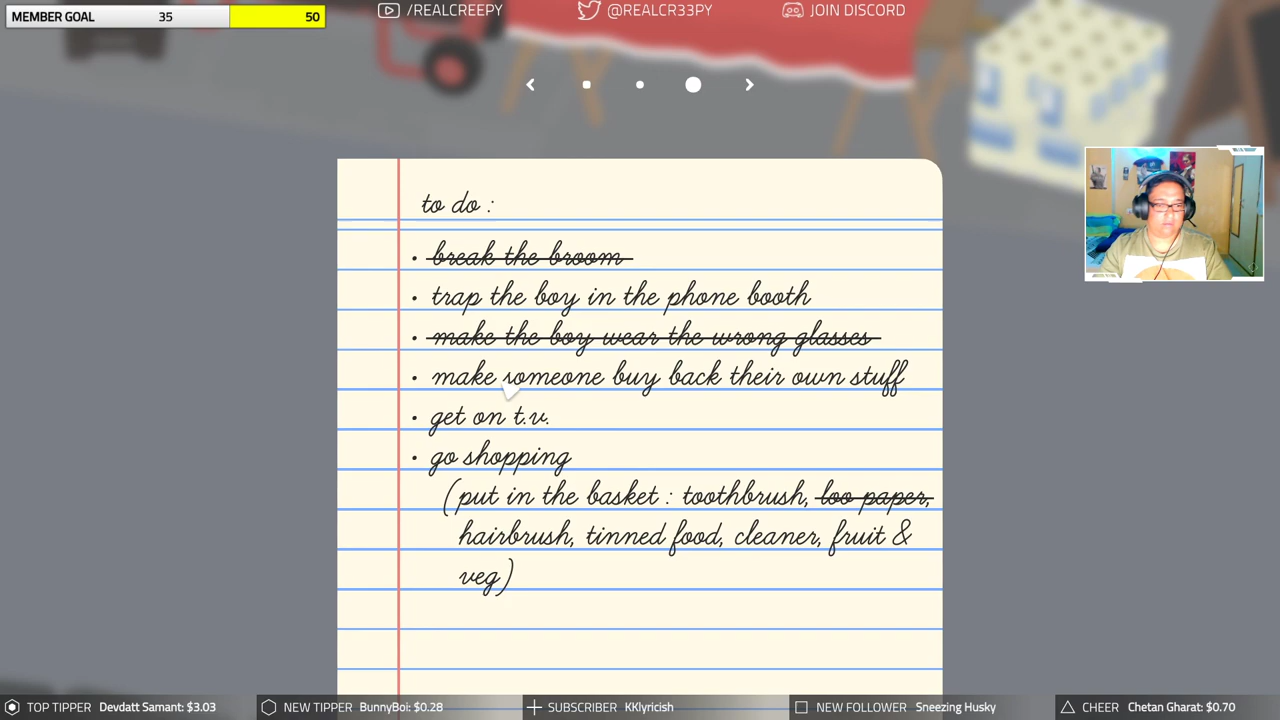 MEMBER GOAL 35 50
/REALCREEPY @REALCR33PY JOIN DISCORD
to do :
• break the broom
• trap the boy in the phone booth
• make the boy wear the wrong glasses
• make someone buy back their own stuff
• get on t.v.
• go shopping
(put in the basket : toothbrush, loo paper,
hairbrush, tinned food, cleaner, fruit &
veg)
TOP TIPPER Devdatt Samant: $3.03 NEW TIPPER BunnyBoi: $0.28 SUBSCRIBER KKlyricish NEW FOLLOWER Sneezing Husky CHEER Chetan Gharat: $0.70